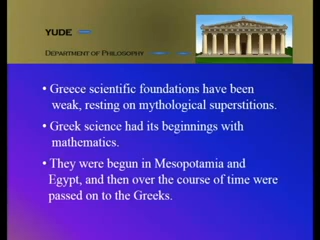 YUDE
DEPARTMENT OF PHILOSOPHY
• Greece scientific foundations have been
weak, resting on mythological superstitions.
• Greek science had its beginnings with
mathematics.
• They were begun in Mesopotamia and
Egypt, and then over the course of time were
passed on to the Greeks.